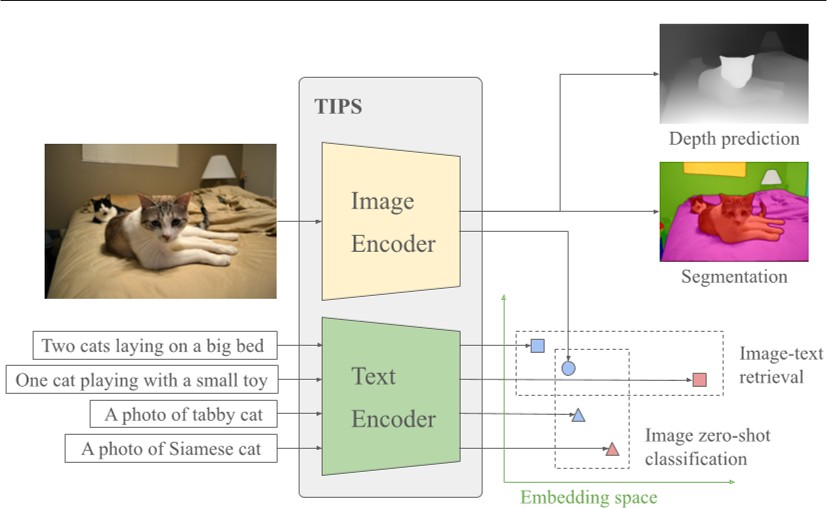 TIPS
Image
Encoder
Depth prediction
Segmentation
Two cats laying on a big bed
One cat playing with a small toy
A photo of tabby cat
A photo of Siamese cat
Text
Encoder
Image-text
retrieval
Image zero-shot
classification
Embedding space